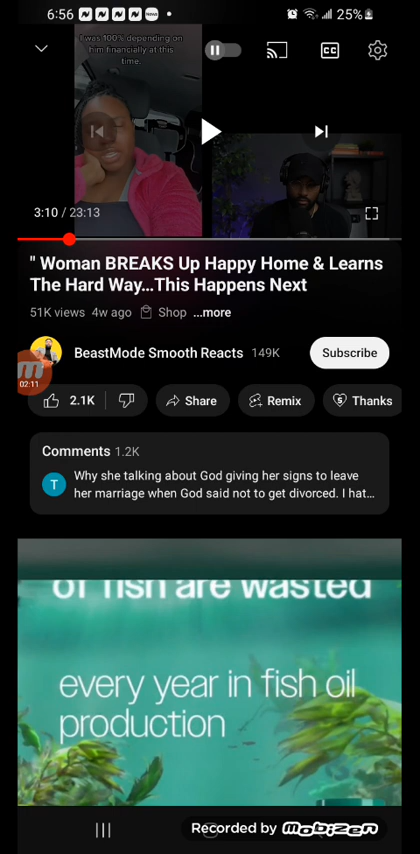 6:56
25%
I was 100% depending on
him financially at this
time.
CC
3:10 / 23:13
" Woman BREAKS Up Happy Home & Learns
The Hard Way...This Happens Next
51K views 4w ago Shop ...more
BeastMode Smooth Reacts 149K
Subscribe
02:11
2.1K Share Remix Thanks
Comments 1.2K
T
Why she talking about God giving her signs to leave
her marriage when God said not to get divorced. I hat...
of fish are wasted
every year in fish oil
production
Recorded by mobizen